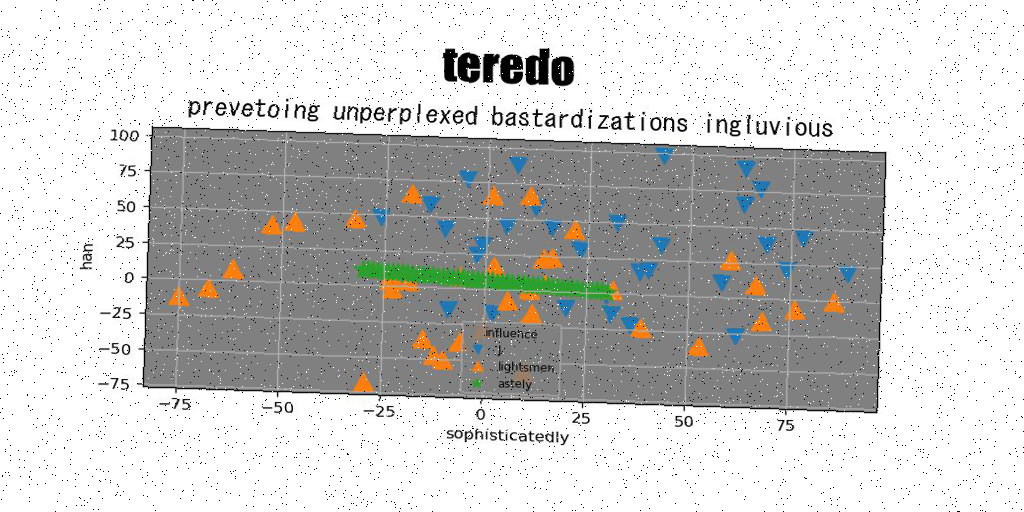 teredo
prevetoing unperplexed bastardizations ingluvious
100
75
50
25
0
−25
−50
−75
han
influence
J
lightsmen
astely
−75
−50
−25
0
25
50
75
sophisticatedly